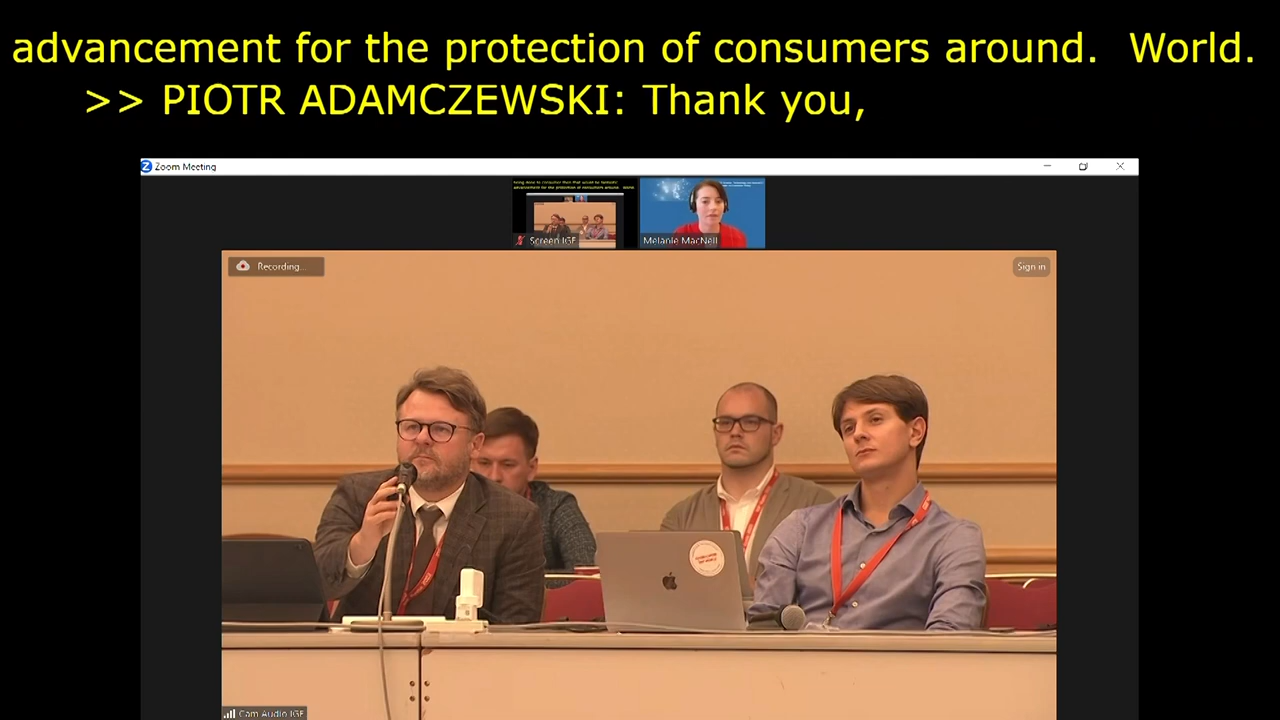 advancement for the protection of consumers around.  World.
>> PIOTR ADAMCZEWSKI: Thank you,
Zoom Meeting
Screen IGF
Melanie MacNeil
Recording...
Sign in
Cam Audio IGF